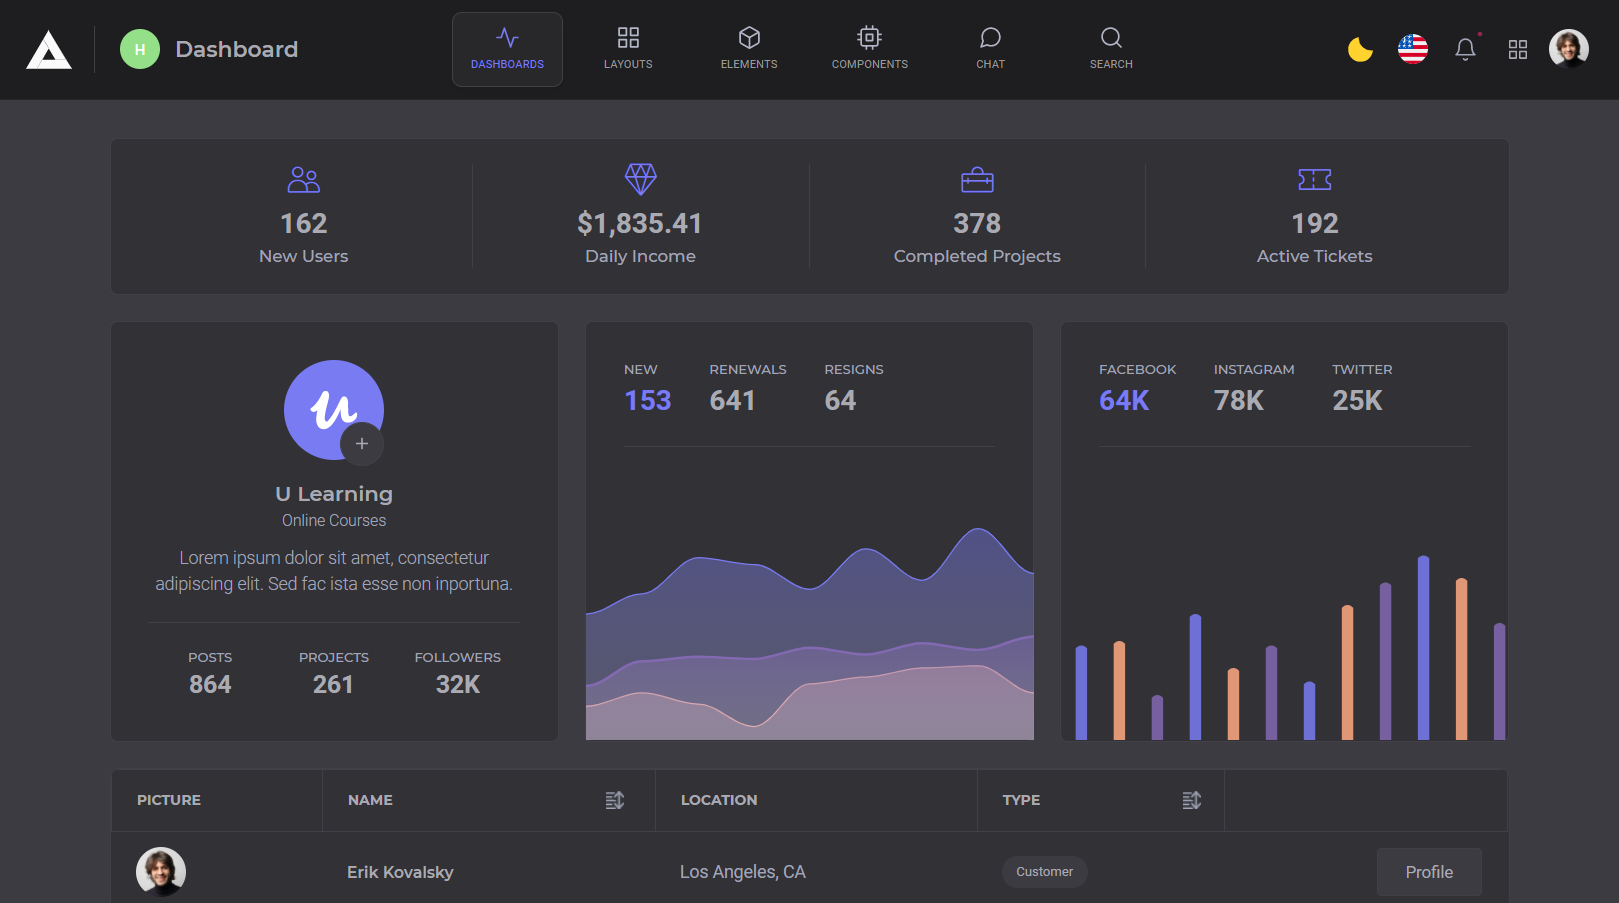 H
Dashboard
DASHBOARDS
LAYOUTS
ELEMENTS
COMPONENTS
CHAT
SEARCH
162
New Users
$1,835.41
Daily Income
378
Completed Projects
192
Active Tickets
u
+
U Learning
Online Courses
Lorem ipsum dolor sit amet, consectetur
adipiscing elit. Sed fac ista esse non inportuna.
POSTS
864
PROJECTS
261
FOLLOWERS
32K
NEW
153
RENEWALS
641
RESIGNS
64
FACEBOOK
64K
INSTAGRAM
78K
TWITTER
25K
PICTURE
NAME
LOCATION
TYPE
Erik Kovalsky
Los Angeles, CA
Customer
Profile